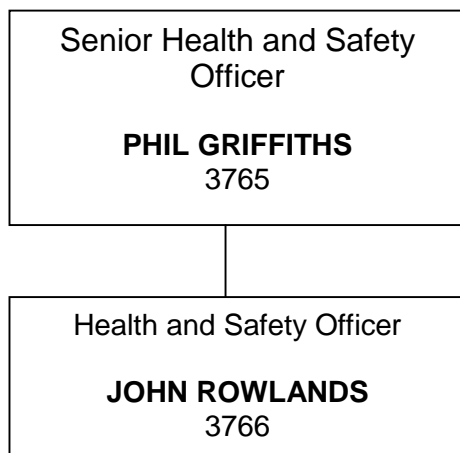 Senior Health and Safety
Officer
PHIL GRIFFITHS
3765
Health and Safety Officer
JOHN ROWLANDS
3766